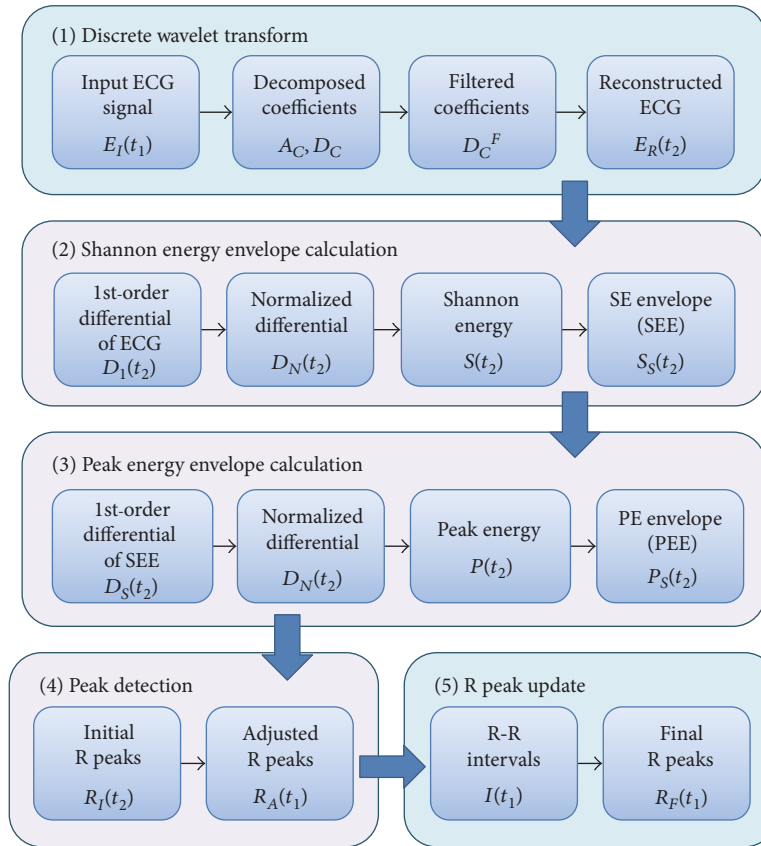 (1) Discrete wavelet transform
Input ECG
signal
E_I(t_1)
Decomposed
coefficients
A_C, D_C
Filtered
coefficients
D_C^F
Reconstructed
ECG
E_R(t_2)
(2) Shannon energy envelope calculation
1st-order
differential
of ECG
D_1(t_2)
Normalized
differential
D_N(t_2)
Shannon
energy
S(t_2)
SE envelope
(SEE)
S_S(t_2)
(3) Peak energy envelope calculation
1st-order
differential
of SEE
D_S(t_2)
Normalized
differential
D_N(t_2)
Peak energy
P(t_2)
PE envelope
(PEE)
P_S(t_2)
(4) Peak detection
Initial
R peaks
R_I(t_2)
Adjusted
R peaks
R_A(t_1)
(5) R peak update
R-R
intervals
I(t_1)
Final
R peaks
R_F(t_1)